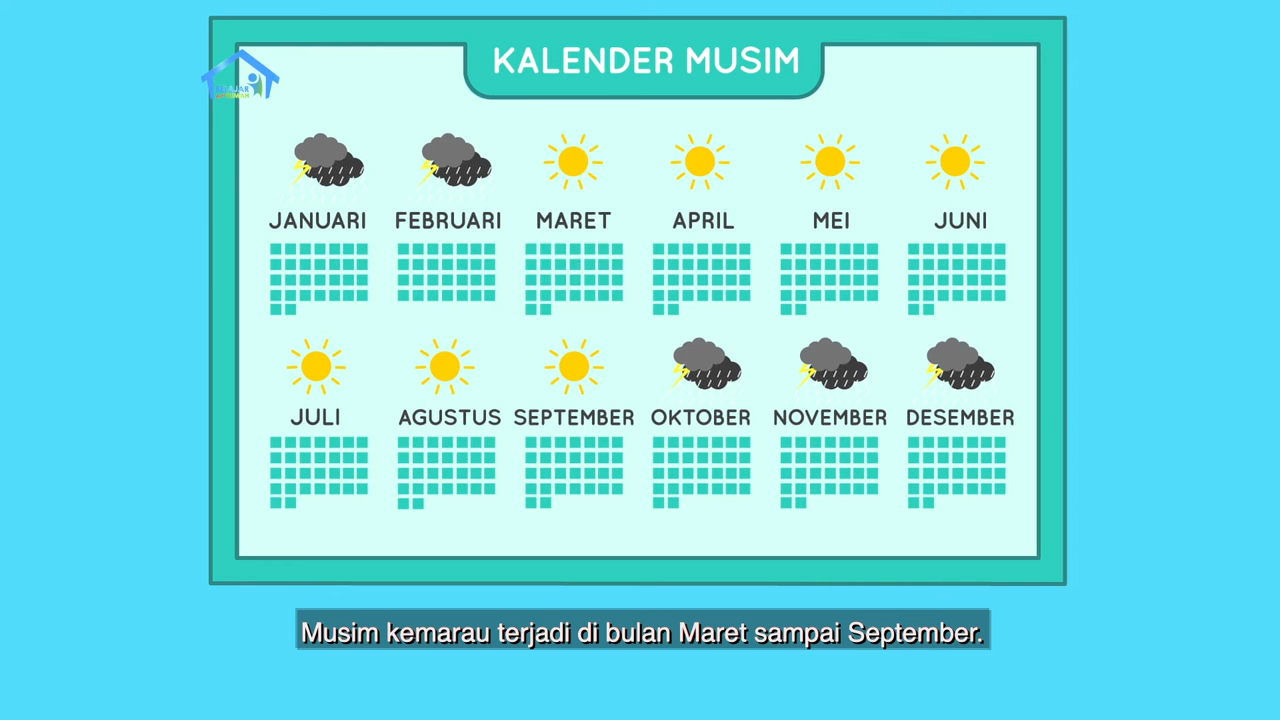 KALENDER MUSIM
JANUARI FEBRUARI MARET APRIL MEI JUNI
JULI AGUSTUS SEPTEMBER OKTOBER NOVEMBER DESEMBER
Musim kemarau terjadi di bulan Maret sampai September.